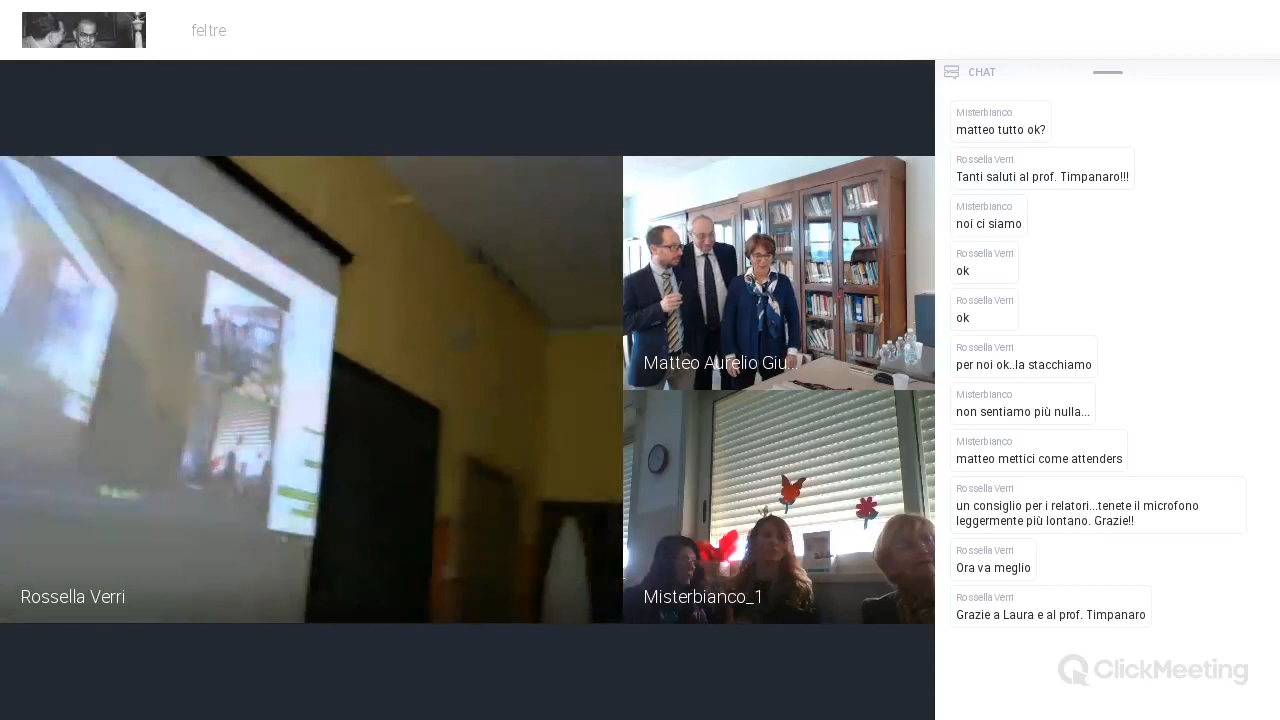 feltre
CHAT
Misterbianco
matteo tutto ok?
Rossella Verri
Tanti saluti al prof. Timpanaro!!!
Misterbianco
noi ci siamo
Rossella Verri
ok
Rossella Verri
ok
Rossella Verri
per noi ok..la stacchiamo
Misterbianco
non sentiamo più nulla...
Misterbianco
matteo mettici come attenders
Rossella Verri
un consiglio per i relatori...tenete il microfono
leggermente più lontano. Grazie!!
Rossella Verri
Ora va meglio
Rossella Verri
Grazie a Laura e al prof. Timpanaro
Matteo Aurelio Giu...
Rossella Verri
Misterbianco_1
ClickMeeting